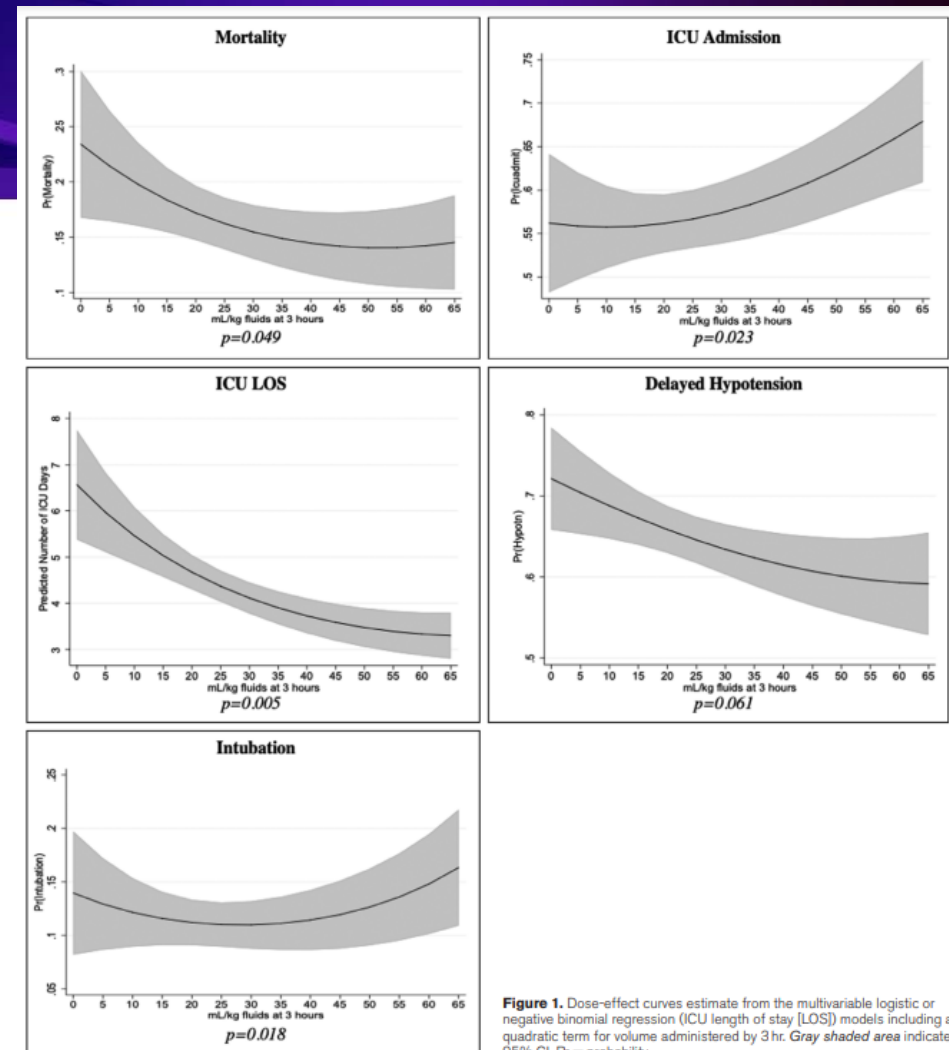 Mortality
Pr(Mortality)
.3
.25
.2
.15
.1
0 5 10 15 20 25 30 35 40 45 50 55 60 65
mL/kg fluids at 3 hours
p=0.049
ICU Admission
Pr(Icuadmit)
.75
.7
.65
.6
.55
.5
0 5 10 15 20 25 30 35 40 45 50 55 60 65
mL/kg fluids at 3 hours
p=0.023
ICU LOS
Predicted Number of ICU Days
8
7
6
5
4
3
0 5 10 15 20 25 30 35 40 45 50 55 60 65
mL/kg fluids at 3 hours
p=0.005
Delayed Hypotension
Pr(Hypotn)
.8
.7
.6
.5
0 5 10 15 20 25 30 35 40 45 50 55 60 65
mL/kg fluids at 3 hours
p=0.061
Intubation
Pr(Intubation)
.25
.2
.15
.1
.05
0 5 10 15 20 25 30 35 40 45 50 55 60 65
mL/kg fluids at 3 hours
p=0.018
Figure 1. Dose-effect curves estimate from the multivariable logistic or
negative binomial regression (ICU length of stay [LOS]) models including a
quadratic term for volume administered by 3 hr. Gray shaded area indicate